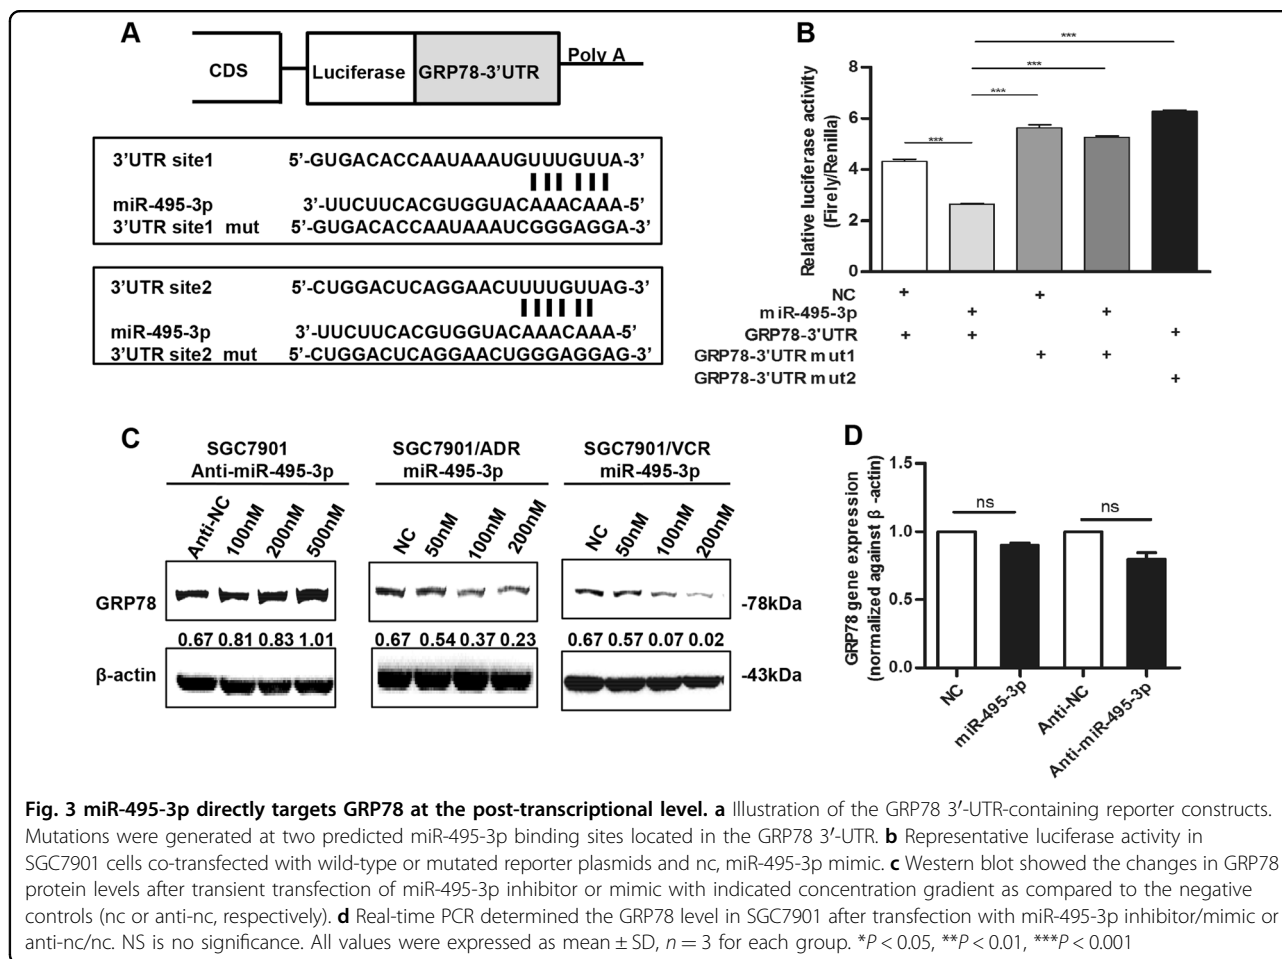 A
CDS
Luciferase
GRP78-3'UTR
Poly A
3'UTR site1 5'-GUGACACCAAUAAAUGUUUGUUA-3'
miR-495-3p 3'-UUCUUCACGUGGUACAAACAAA-5'
3'UTR site1 mut 5'-GUGACACCAAUAAAUCGGGAGGA-3'
3'UTR site2 5'-CUGGACUCAGGAACUUUUGUUAG-3'
miR-495-3p 3'-UUCUUCACGUGGUACAAACAAA-5'
3'UTR site2 mut 5'-CUGGACUCAGGAACUGGGAGGAG-3'
B
Relative luciferase activity
(Firely/Renilla)
8
6
4
2
0
***
***
***
***
NC + +
miR-495-3p + +
GRP78-3'UTR + + +
GRP78-3'UTR mut1 + +
GRP78-3'UTR mut2 +
C
SGC7901
Anti-miR-495-3p
SGC7901/ADR
miR-495-3p
SGC7901/VCR
miR-495-3p
Anti-NC 100nM 200nM 500nM
NC 50nM 100nM 200nM
NC 50nM 100nM 200nM
GRP78
-78kDa
0.67 0.81 0.83 1.01
0.67 0.54 0.37 0.23
0.67 0.57 0.07 0.02
β-actin
-43kDa
D
GRP78 gene expression
(normalized against β -actin)
1.5
1.0
0.5
0.0
ns
ns
NC
miR-495-3p
Anti-NC
Anti-miR-495-3p
Fig. 3 miR-495-3p directly targets GRP78 at the post-transcriptional level. a Illustration of the GRP78 3′-UTR-containing reporter constructs.
Mutations were generated at two predicted miR-495-3p binding sites located in the GRP78 3′-UTR. b Representative luciferase activity in
SGC7901 cells co-transfected with wild-type or mutated reporter plasmids and nc, miR-495-3p mimic. c Western blot showed the changes in GRP78
protein levels after transient transfection of miR-495-3p inhibitor or mimic with indicated concentration gradient as compared to the negative
controls (nc or anti-nc, respectively). d Real-time PCR determined the GRP78 level in SGC7901 after transfection with miR-495-3p inhibitor/mimic or
anti-nc/nc. NS is no significance. All values were expressed as mean ± SD, n = 3 for each group. *P < 0.05, **P < 0.01, ***P < 0.001